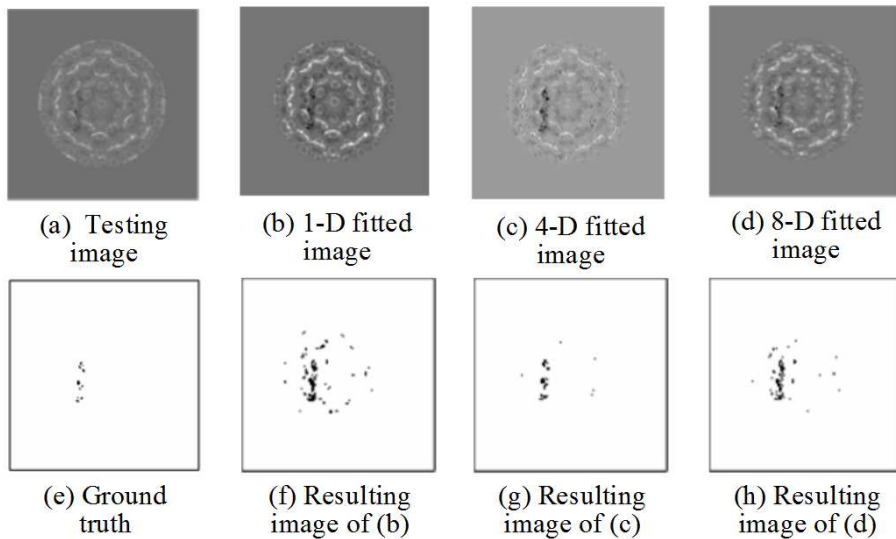 (a) Testing
image
(b) 1-D fitted
image
(c) 4-D fitted
image
(d) 8-D fitted
image
(e) Ground
truth
(f) Resulting
image of (b)
(g) Resulting
image of (c)
(h) Resulting
image of (d)